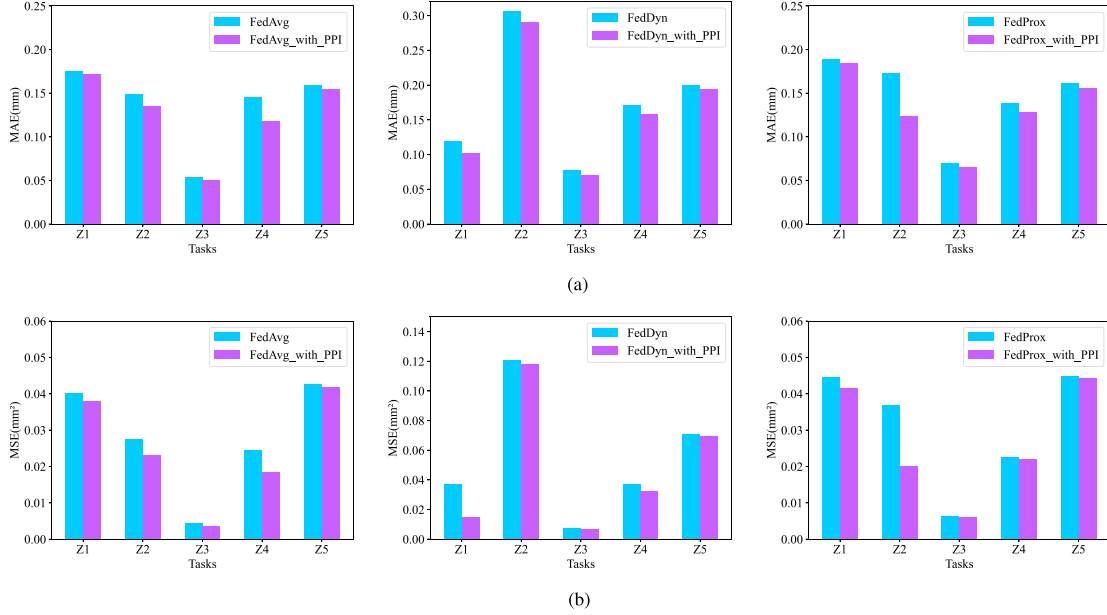 0.25
0.20
0.15
0.10
0.05
0.00
MAE(mm)
FedAvg
FedAvg_with_PPI
Z1 Z2 Z3 Z4 Z5
Tasks
0.30
0.25
0.20
0.15
0.10
0.05
0.00
MAE(mm)
FedDyn
FedDyn_with_PPI
Z1 Z2 Z3 Z4 Z5
Tasks
0.25
0.20
0.15
0.10
0.05
0.00
MAE(mm)
FedProx
FedProx_with_PPI
Z1 Z2 Z3 Z4 Z5
Tasks
(a)
0.06
0.05
0.04
0.03
0.02
0.01
0.00
MSE(mm²)
FedAvg
FedAvg_with_PPI
Z1 Z2 Z3 Z4 Z5
Tasks
0.14
0.12
0.10
0.08
0.06
0.04
0.02
0.00
MSE(mm²)
FedDyn
FedDyn_with_PPI
Z1 Z2 Z3 Z4 Z5
Tasks
0.06
0.05
0.04
0.03
0.02
0.01
0.00
MSE(mm²)
FedProx
FedProx_with_PPI
Z1 Z2 Z3 Z4 Z5
Tasks
(b)